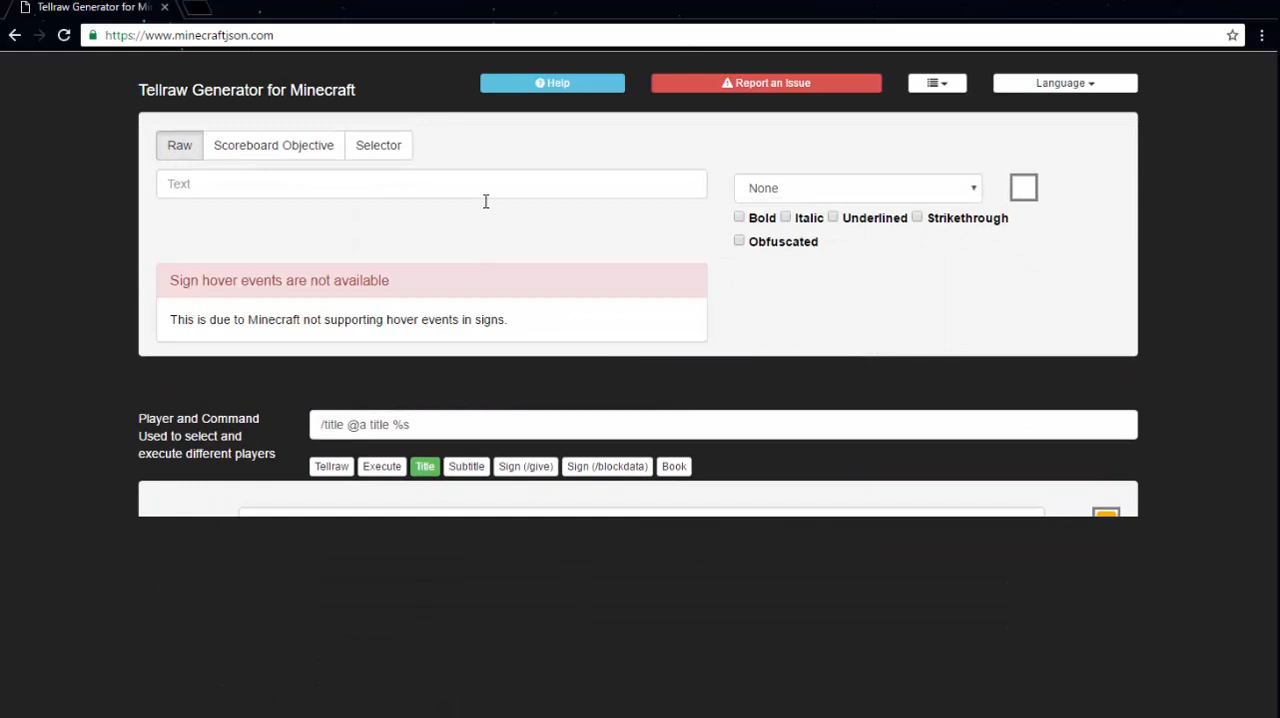 Tellraw Generator for Mi
https://www.minecraftjson.com
Tellraw Generator for Minecraft
Help
Report an Issue
Language
Raw
Scoreboard Objective
Selector
Text
None
Bold
Italic
Underlined
Strikethrough
Obfuscated
Sign hover events are not available
This is due to Minecraft not supporting hover events in signs.
Player and Command
Used to select and
execute different players
/title @a title %s
Tellraw
Execute
Title
Subtitle
Sign (/give)
Sign (/blockdata)
Book